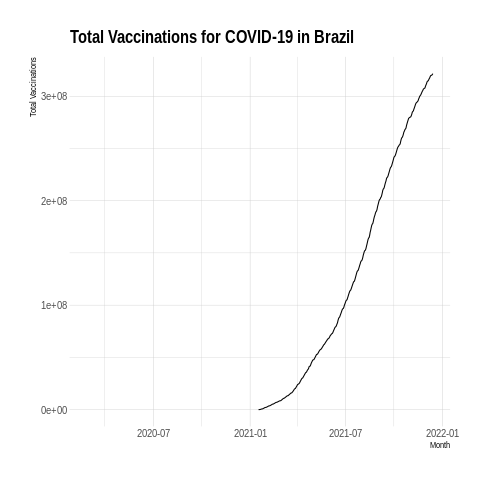 Total Vaccinations for COVID-19 in Brazil
Total Vaccinations
3e+08
2e+08
1e+08
0e+00
2020-07
2021-01
2021-07
2022-01
Month